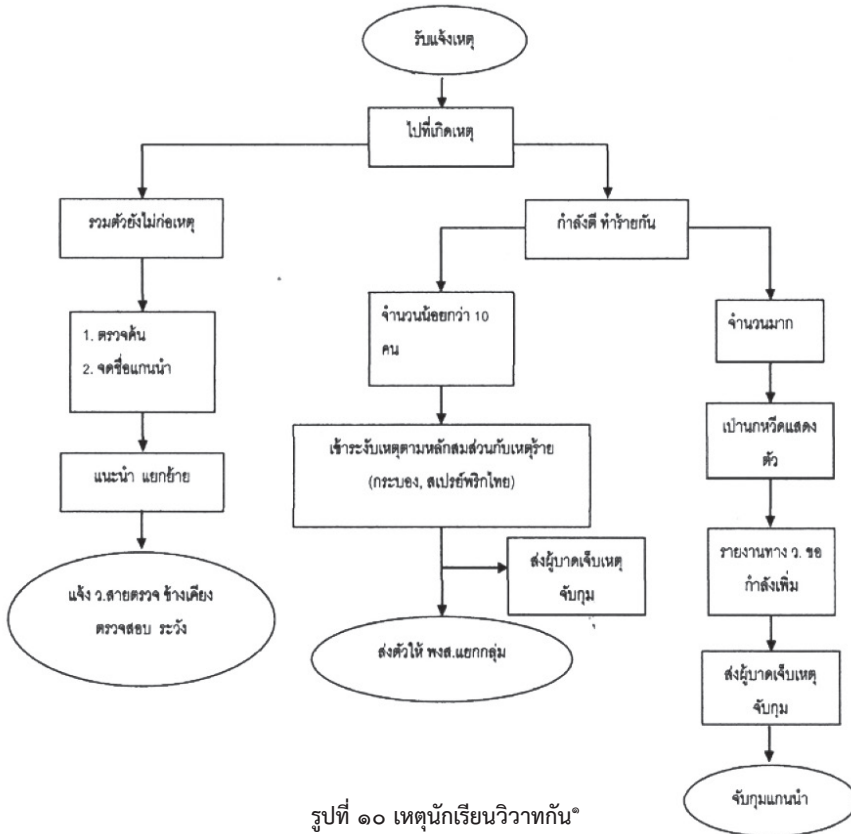 รับแจ้งเหตุ
ไปที่เกิดเหตุ
รวมตัวยังไม่ก่อเหตุ
1. ตรวจค้น
2. จดชื่อแกนนำ
แนะนำ แยกย้าย
แจ้ง ว.สายตรวจ ข้างเคียง
ตรวจสอบ ระวัง
กำลังตี ทำร้ายกัน
จำนวนน้อยกว่า 10
คน
เข้าระงับเหตุตามหลักสมส่วนกับเหตุร้าย
(กระบอง, สเปรย์พริกไทย)
ส่งผู้บาดเจ็บเหตุ
จับกุม
ส่งตัวให้ พงส.แยกกลุ่ม
จำนวนมาก
เป่านกหวีดแสดง
ตัว
รายงานทาง ว. ขอ
กำลังเพิ่ม
ส่งผู้บาดเจ็บเหตุ
จับกุม
จับกุมแกนนำ
รูปที่ ๑๐ เหตุนักเรียนวิวาทกัน๑